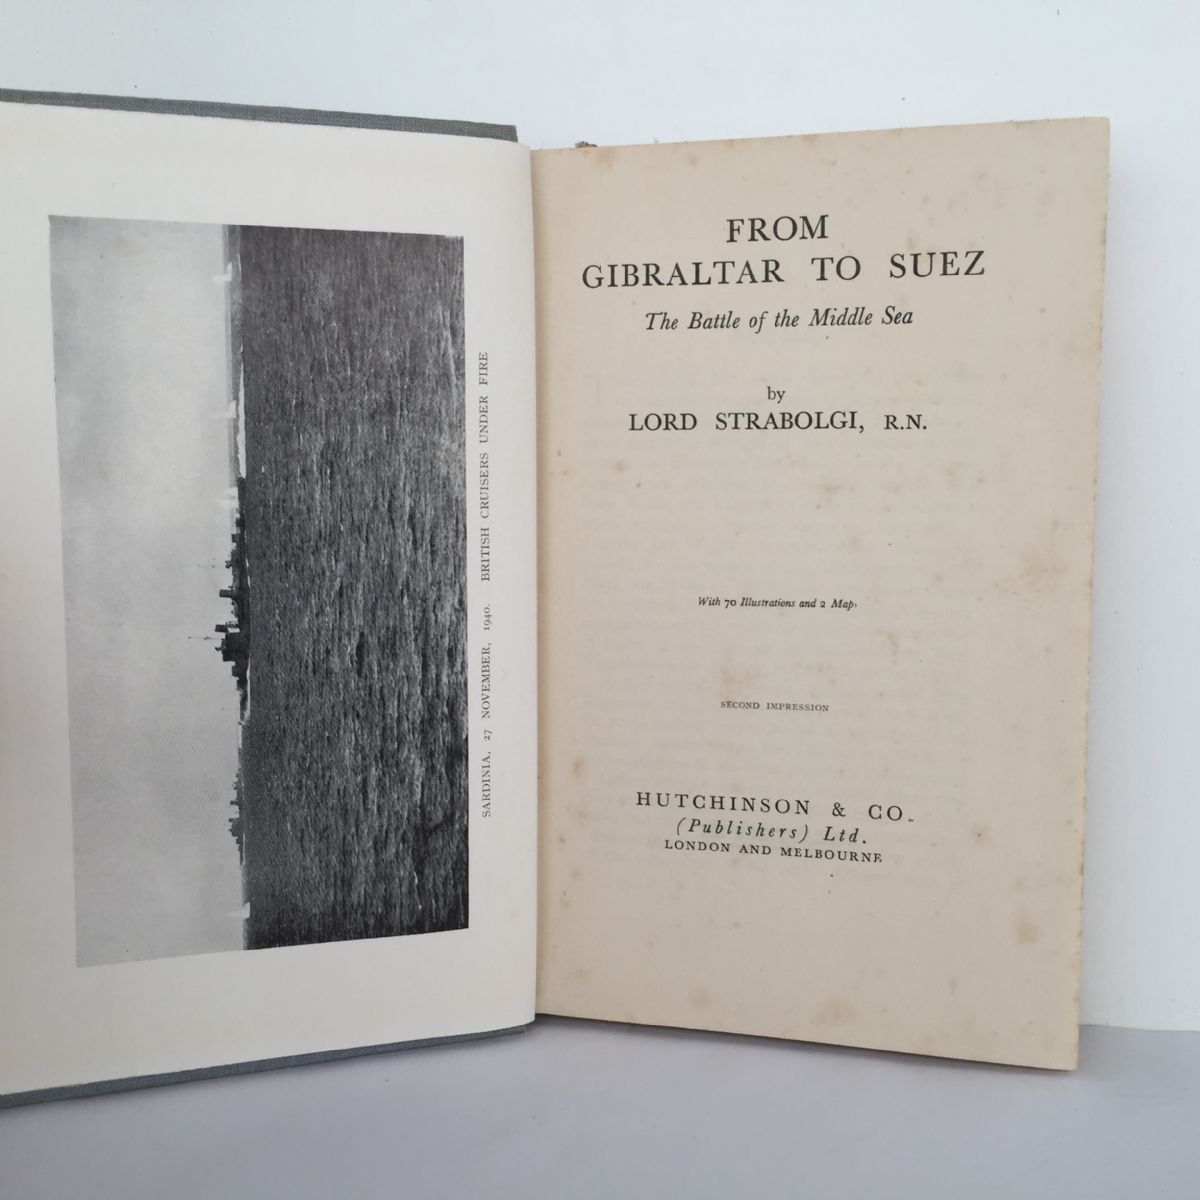 SARDINIA, 27 NOVEMBER, 1940. BRITISH CRUISERS UNDER FIRE
FROM
GIBRALTAR TO SUEZ
The Battle of the Middle Sea
by
LORD STRABOLGI, R.N.
With 70 Illustrations and 2 Maps
SECOND IMPRESSION
HUTCHINSON & CO.
(Publishers) Ltd.
LONDON AND MELBOURNE